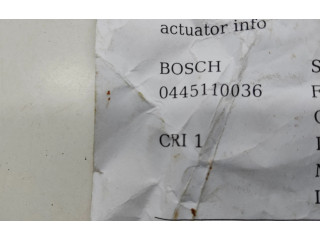 actuator info
BOSCH S
0445110036 F
CRI 1